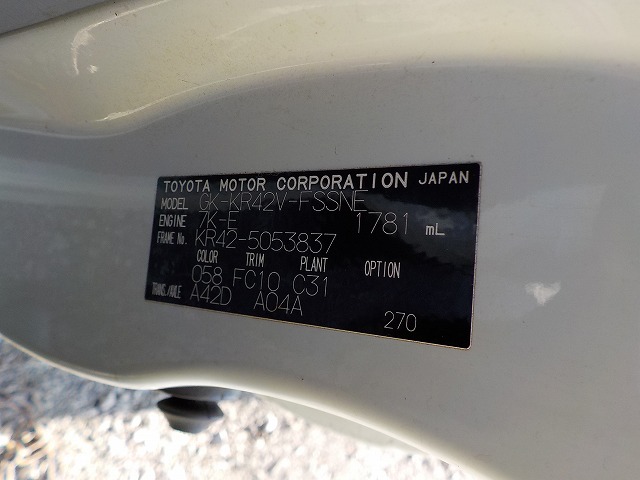 TOYOTA MOTOR CORPORATION JAPAN
MODEL GK-KR42V-FSSNE
ENGINE 7K-E 1781 mL
FRAME No. KR42-5053837
COLOR TRIM PLANT OPTION
058 FC10 C31
TRANS./AXLE A42D A04A
270